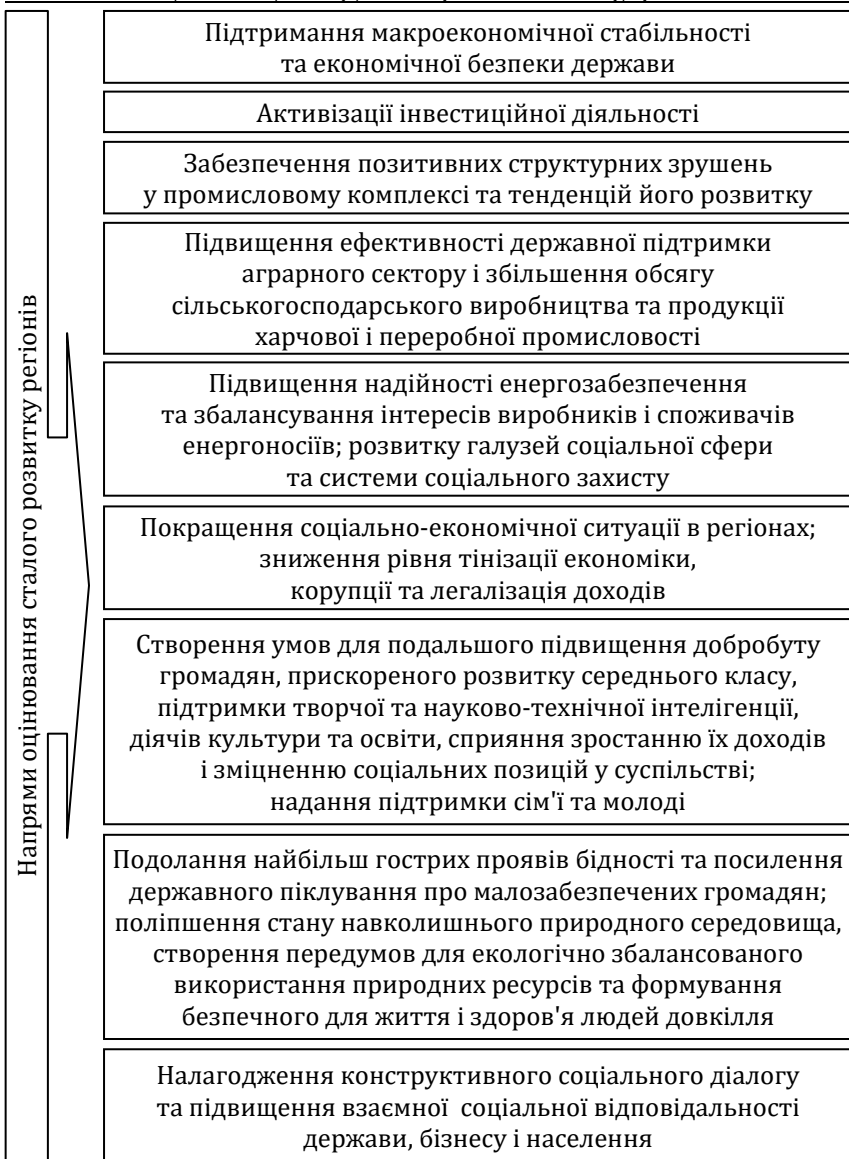 Підтримання макроекономічної стабільності
та економічної безпеки держави
Активізації інвестиційної діяльності
Забезпечення позитивних структурних зрушень
у промисловому комплексі та тенденцій його розвитку
Підвищення ефективності державної підтримки
аграрного сектору і збільшення обсягу
сільськогосподарського виробництва та продукції
харчової і переробної промисловості
Підвищення надійності енергозабезпечення
та збалансування інтересів виробників і споживачів
енергоносіїв; розвитку галузей соціальної сфери
та системи соціального захисту
Покращення соціально-економічної ситуації в регіонах;
зниження рівня тінізації економіки,
корупції та легалізація доходів
Створення умов для подальшого підвищення добробуту
громадян, прискореного розвитку середнього класу,
підтримки творчої та науково-технічної інтелігенції,
діячів культури та освіти, сприяння зростанню їх доходів
і зміцненню соціальних позицій у суспільстві;
надання підтримки сім'ї та молоді
Подолання найбільш гострих проявів бідності та посилення
державного піклування про малозабезпечених громадян;
поліпшення стану навколишнього природного середовища,
створення передумов для екологічно збалансованого
використання природних ресурсів та формування
безпечного для життя і здоров'я людей довкілля
Налагодження конструктивного соціального діалогу
та підвищення взаємної соціальної відповідальності
держави, бізнесу і населення
Напрями оцінювання сталого розвитку регіонів